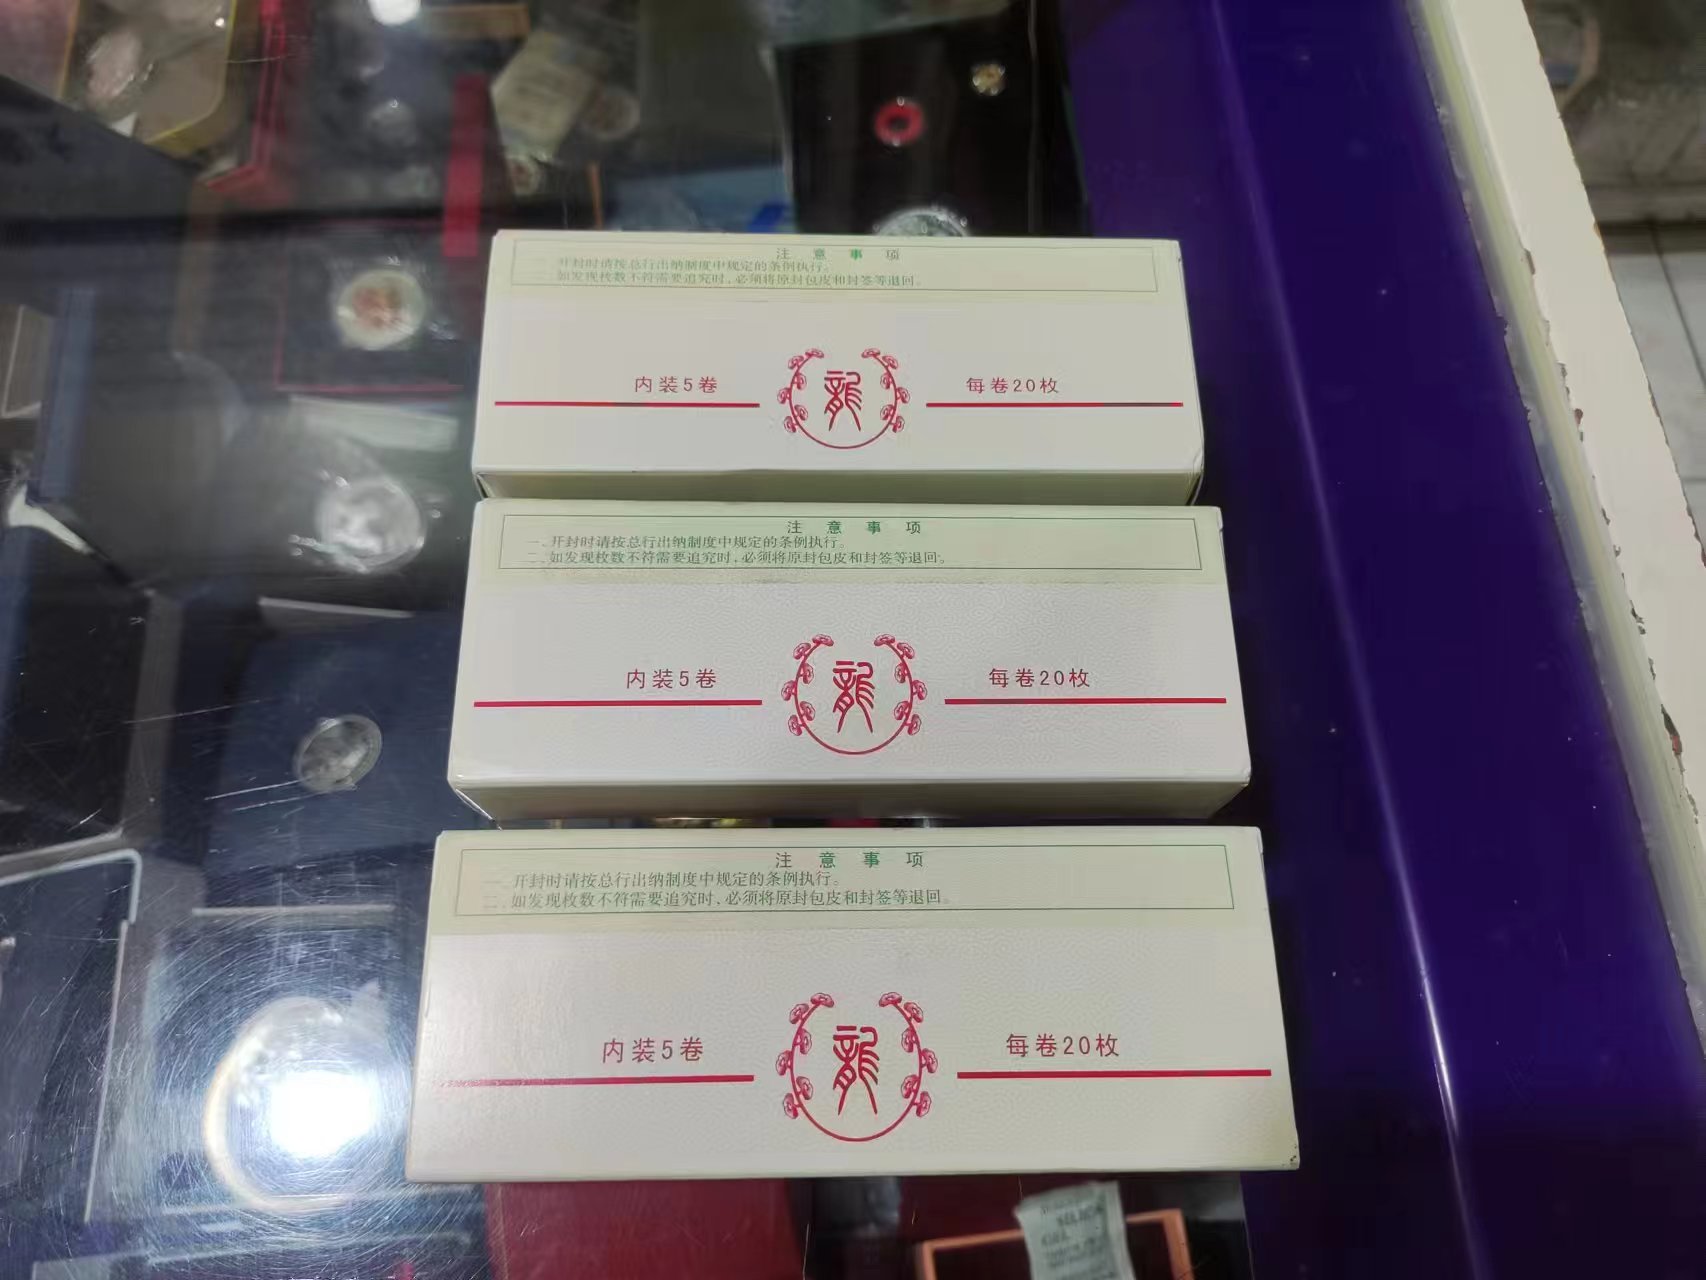 注意事项
一.开封时请按总行出纳制度中规定的条例执行。
二.如发现枚数不符需要追究时,必须将原封包皮和封签等退回。
内装5卷 龍 每卷20枚
注意事项
一.开封时请按总行出纳制度中规定的条例执行。
二.如发现枚数不符需要追究时,必须将原封包皮和封签等退回。
内装5卷 龍 每卷20枚
注意事项
一.开封时请按总行出纳制度中规定的条例执行。
二.如发现枚数不符需要追究时,必须将原封包皮和封签等退回。
内装5卷 龍 每卷20枚